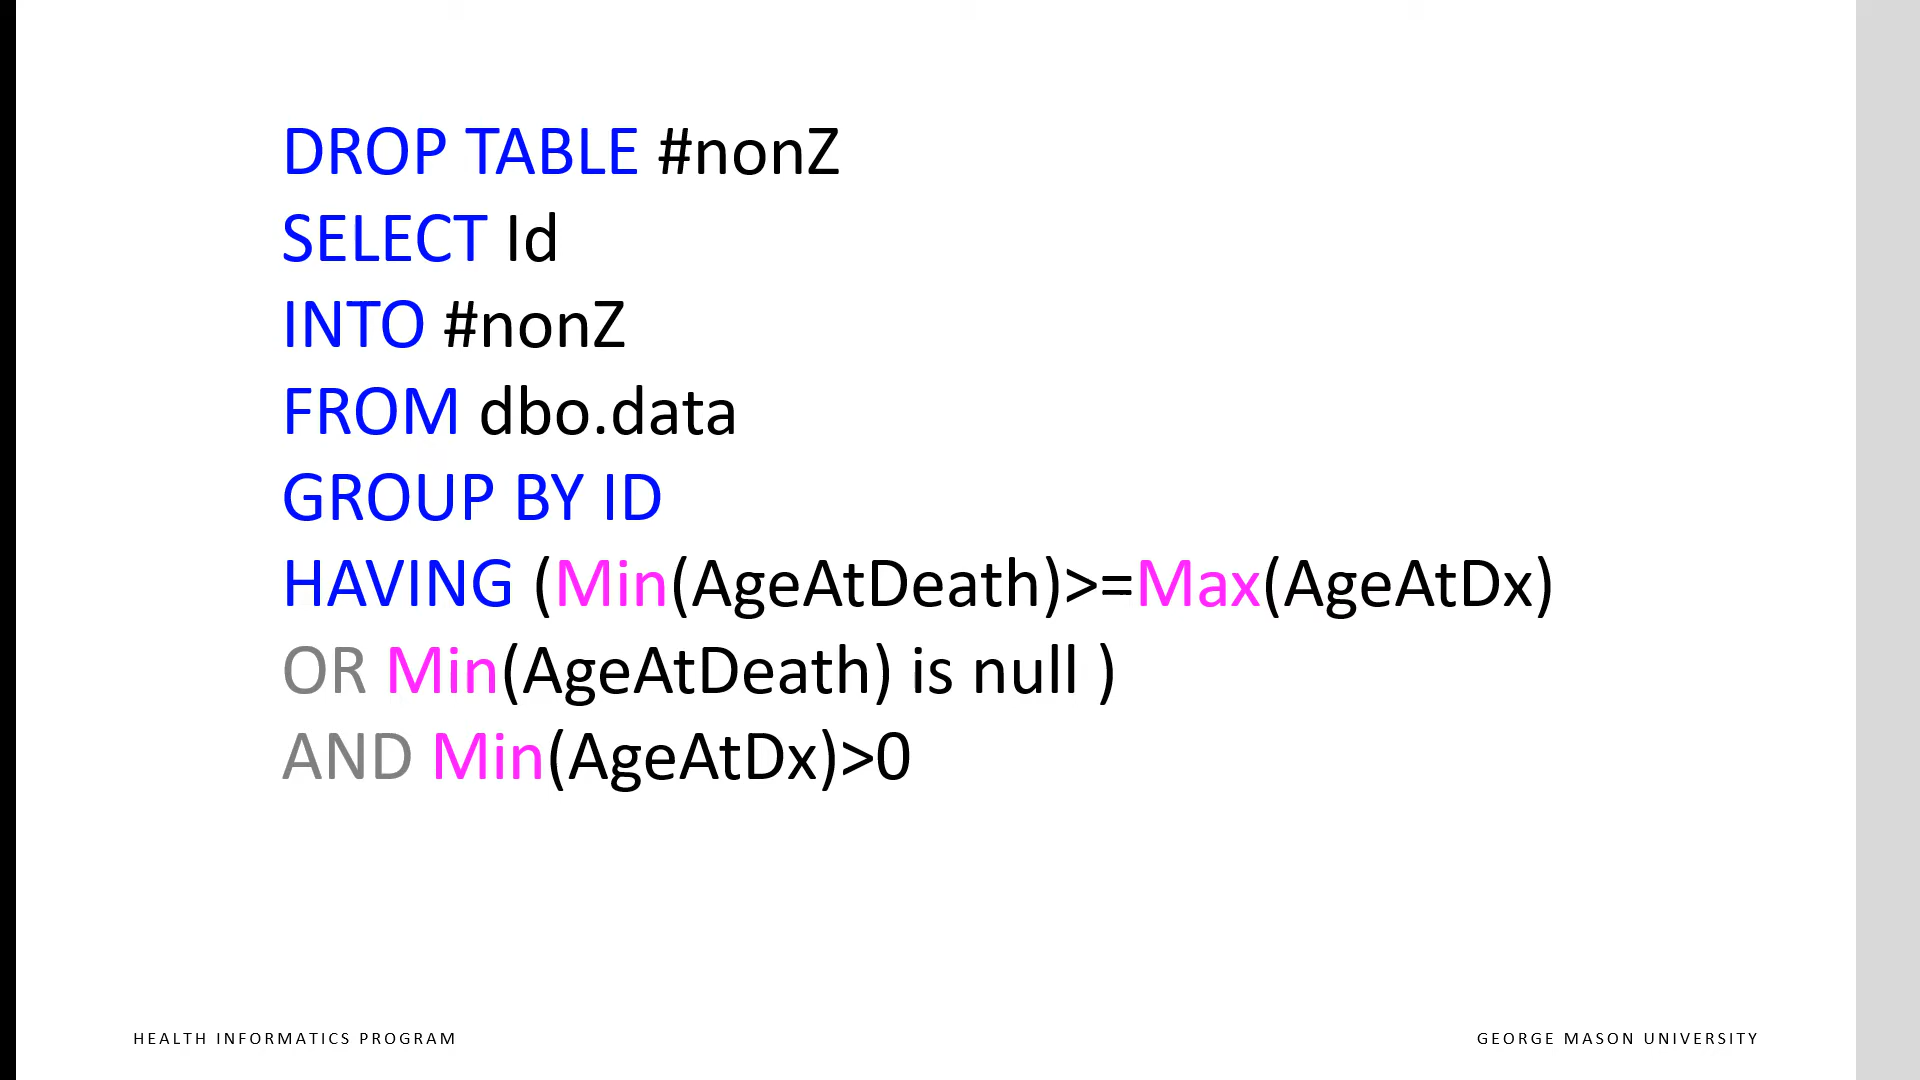 DROP TABLE #nonZ
SELECT Id
INTO #nonZ
FROM dbo.data
GROUP BY ID
HAVING (Min(AgeAtDeath)>=Max(AgeAtDx)
OR Min(AgeAtDeath) is null )
AND Min(AgeAtDx)>0
HEALTH INFORMATICS PROGRAM
GEORGE MASON UNIVERSITY